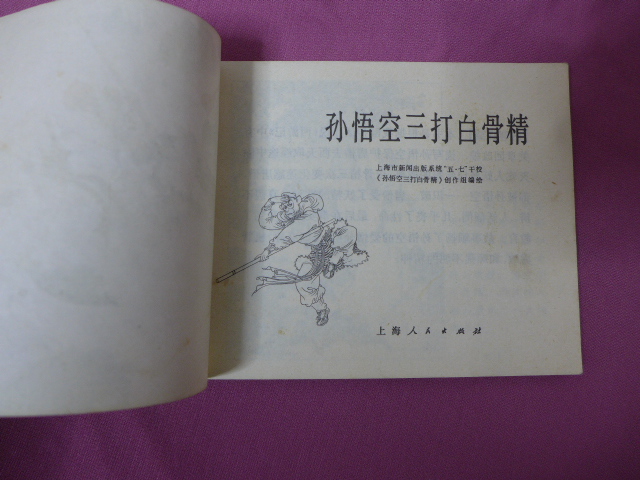 孙悟空三打白骨精
上海市新闻出版系统“五·七”干校
《孙悟空三打白骨精》创作组编绘
上海人民出版社